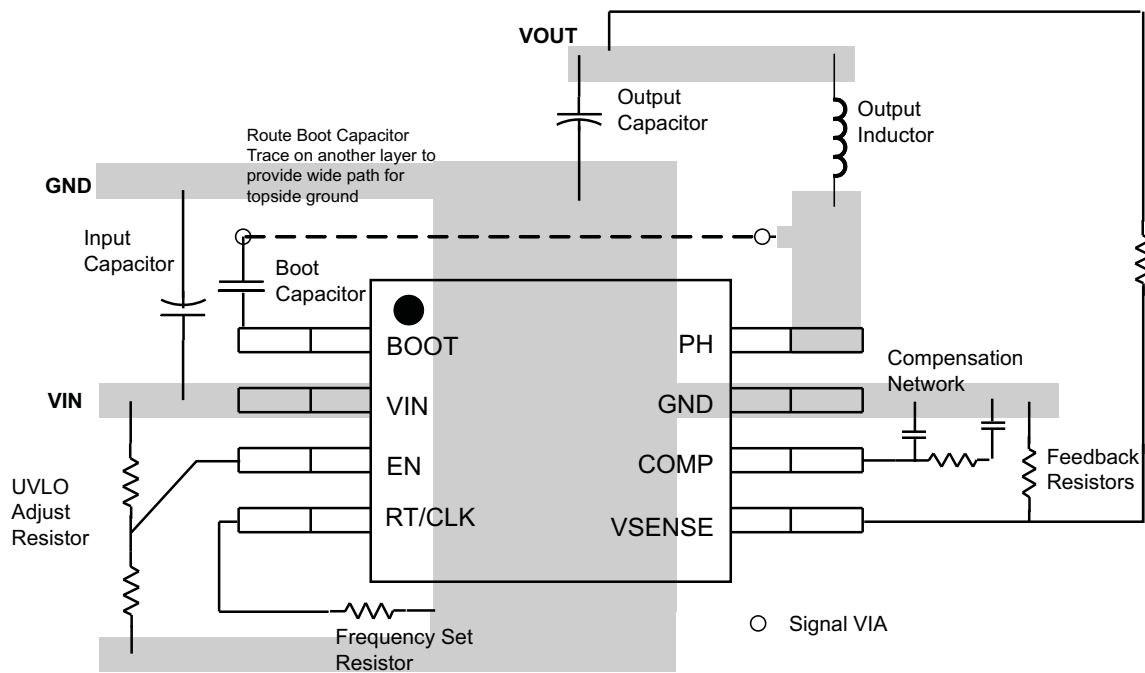 VOUT
Output
Capacitor
Output
Inductor
Route Boot Capacitor
Trace on another layer to
provide wide path for
topside ground
GND
Input
Capacitor
Boot
Capacitor
BOOT
PH
Compensation
Network
VIN
VIN
GND
EN
COMP
Feedback
Resistors
UVLO
Adjust
Resistor
RT/CLK
VSENSE
Frequency Set
Resistor
Signal VIA